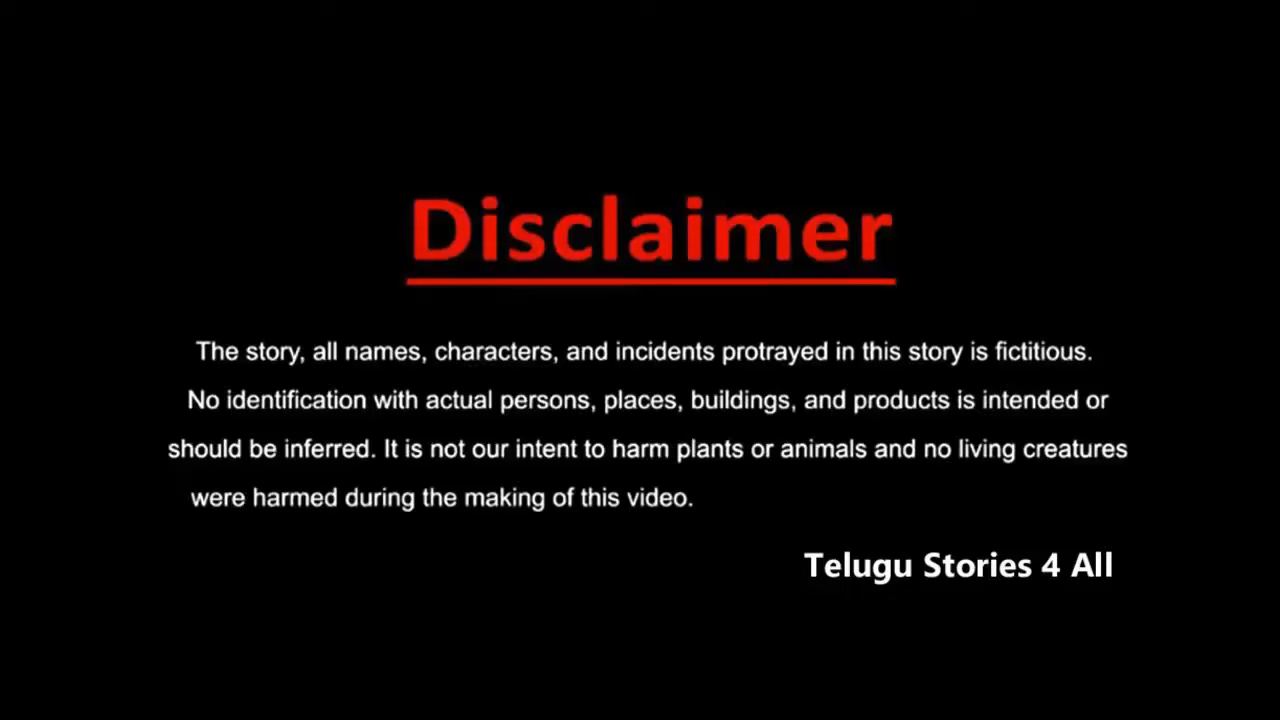 Disclaimer
The story, all names, characters, and incidents protrayed in this story is fictitious.
No identification with actual persons, places, buildings, and products is intended or
should be inferred. It is not our intent to harm plants or animals and no living creatures
were harmed during the making of this video.
Telugu Stories 4 All